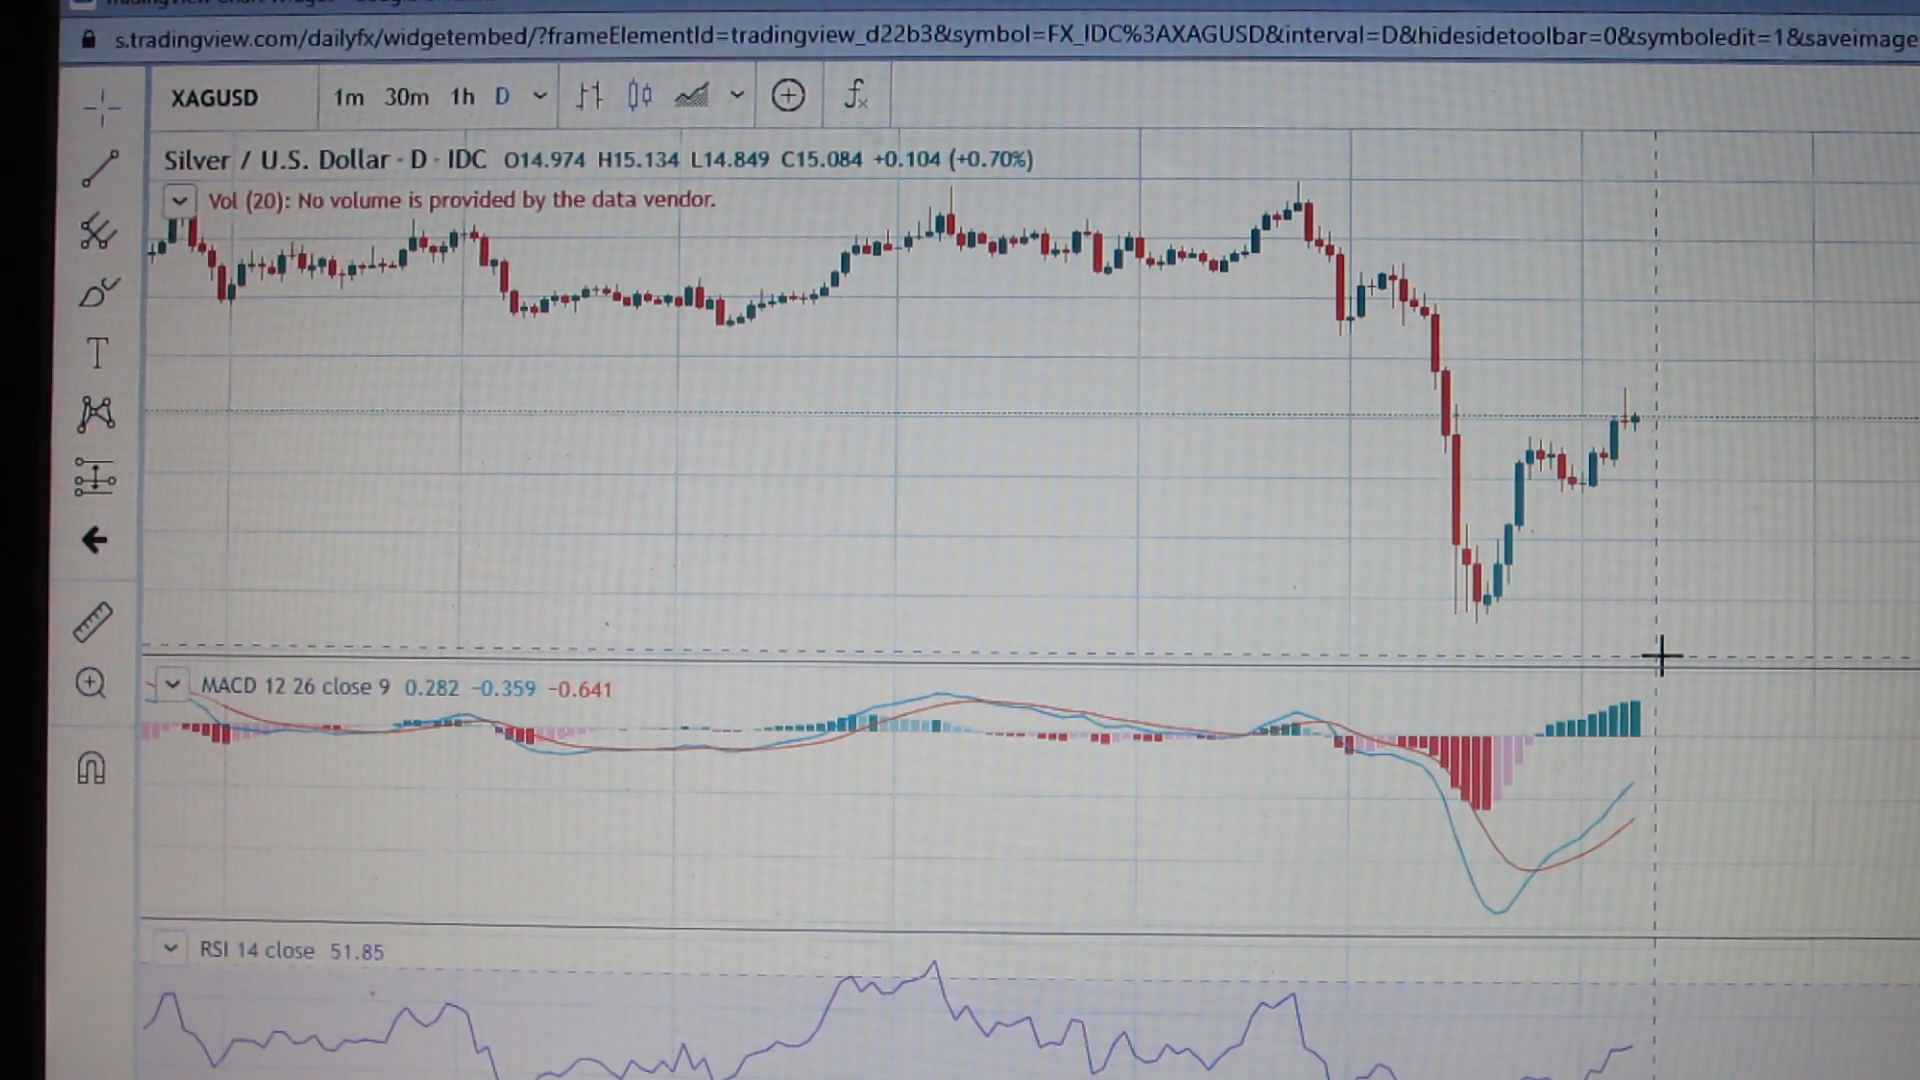 s.tradingview.com/dailyfx/widgetembed/?frameElementId=tradingview_d22b3&symbol=FX_IDC%3AXAGUSD&interval=D&hidesidetoolbar=0&symboledit=1&saveimage
XAGUSD 1m 30m 1h D fx
Silver / U.S. Dollar · D · IDC O14.974 H15.134 L14.849 C15.084 +0.104 (+0.70%)
Vol (20): No volume is provided by the data vendor.
T
MACD 12 26 close 9 0.282 −0.359 −0.641
RSI 14 close 51.85